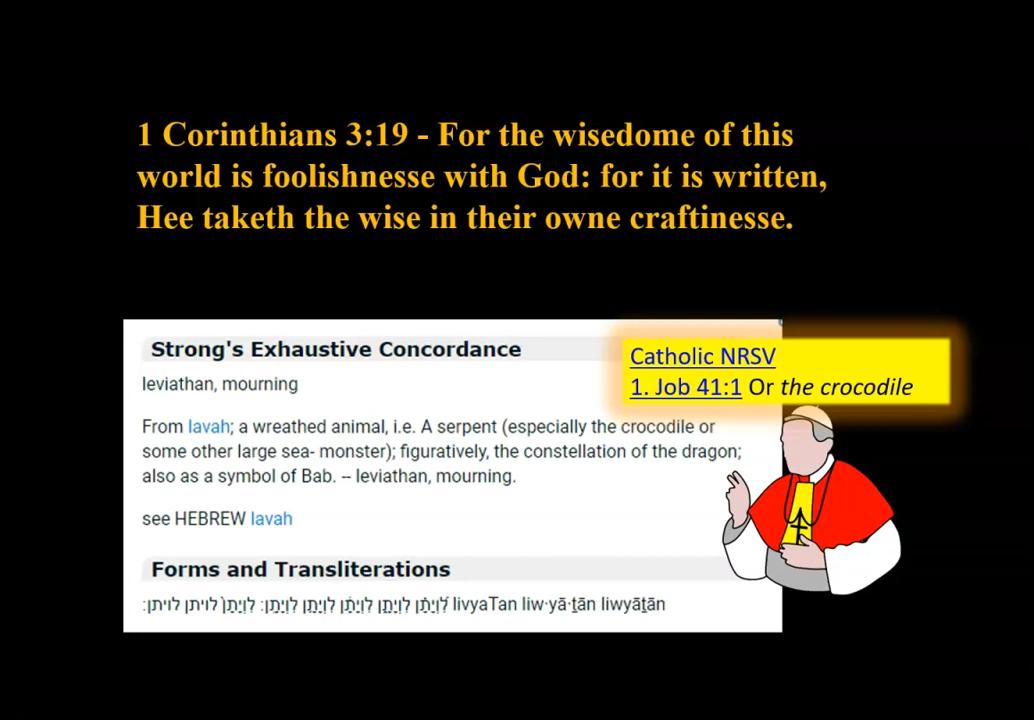 1 Corinthians 3:19 - For the wisedome of this
world is foolishnesse with God: for it is written,
Hee taketh the wise in their owne craftinesse.
Strong's Exhaustive Concordance
leviathan, mourning
From lavah; a wreathed animal, i.e. A serpent (especially the crocodile or
some other large sea- monster); figuratively, the constellation of the dragon;
also as a symbol of Bab. -- leviathan, mourning.
see HEBREW lavah
Forms and Transliterations
לִ֭וְיָתָ֗ן לִוְיָתָ֣ן לִוְיָתָ֗ן לִוְיָתָ֖ן לִוְיָתָֽן׃ לִוְיָתָן֙ לויתן לויתן׃ livyaTan liw·yā·ṯān liwyāṯān
Catholic NRSV
1. Job 41:1 Or the crocodile